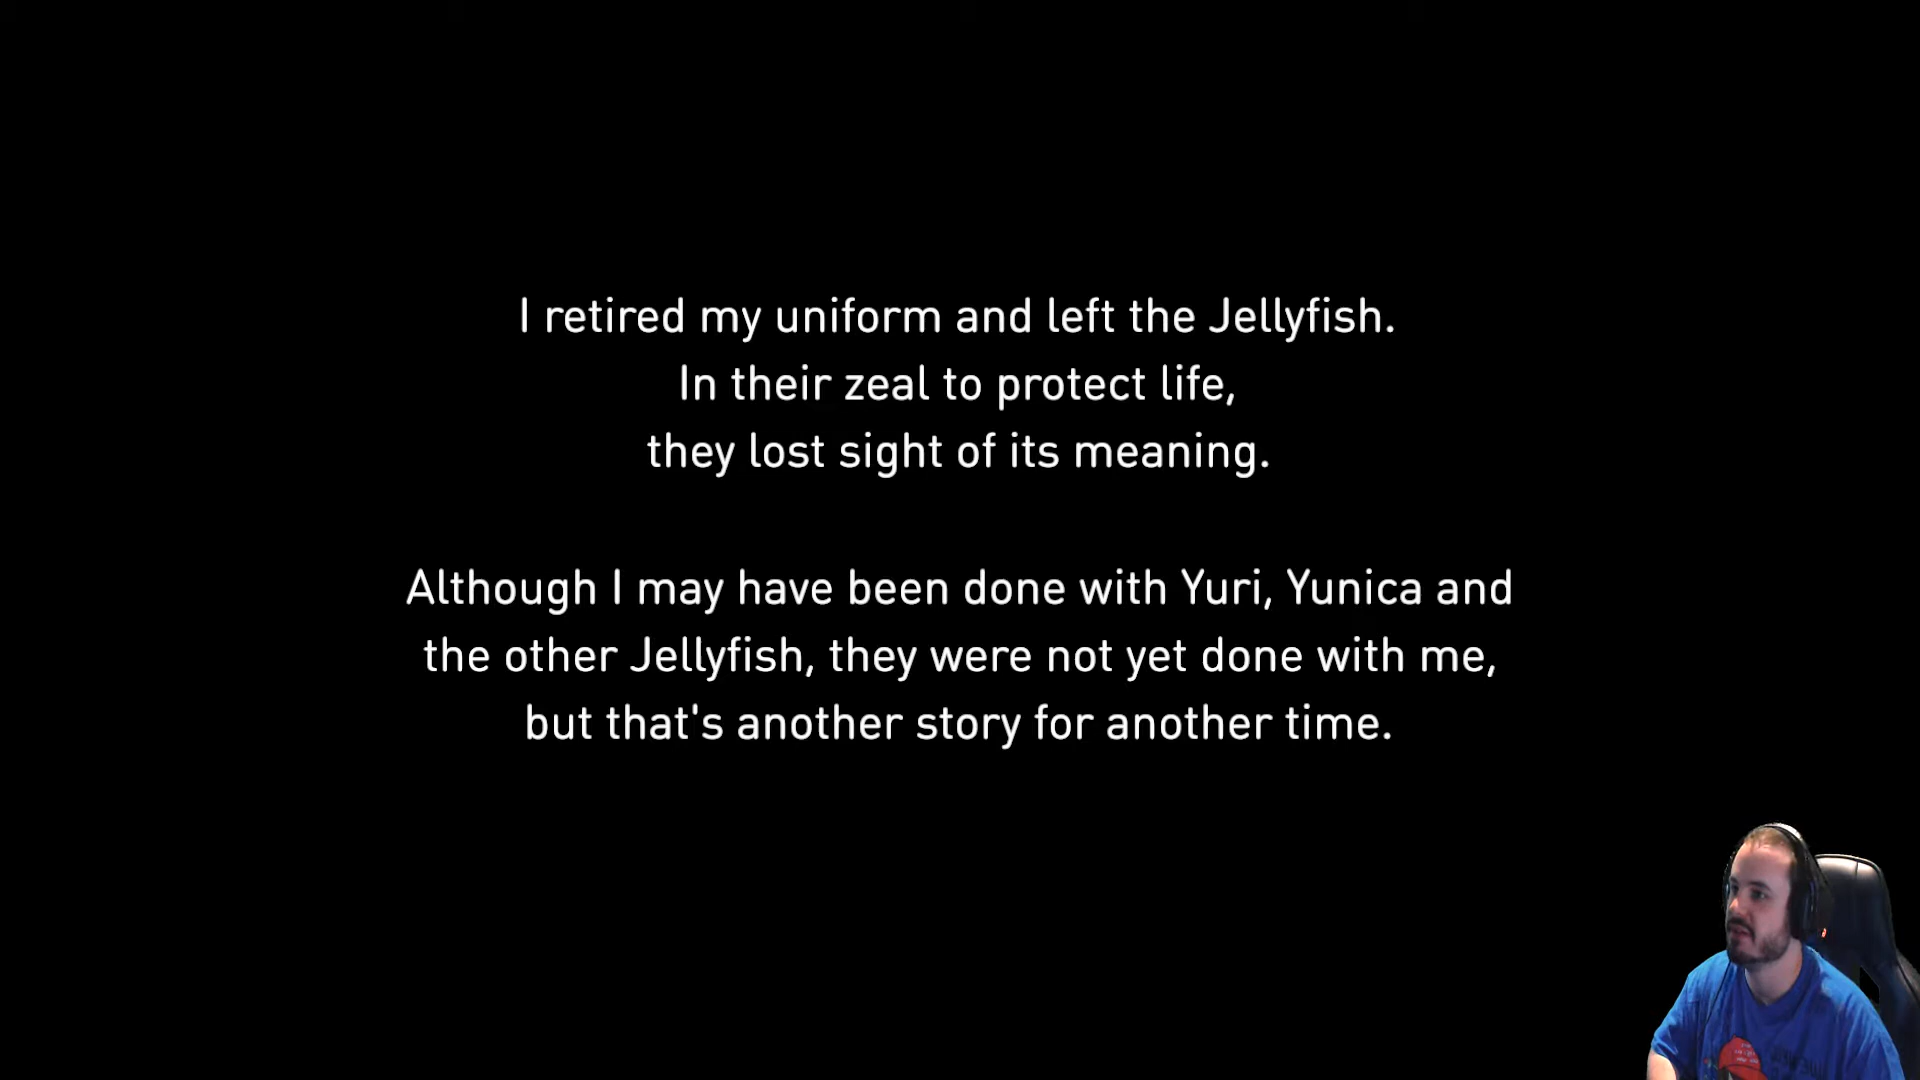 I retired my uniform and left the Jellyfish.
In their zeal to protect life,
they lost sight of its meaning.
Although I may have been done with Yuri, Yunica and
the other Jellyfish, they were not yet done with me,
but that's another story for another time.